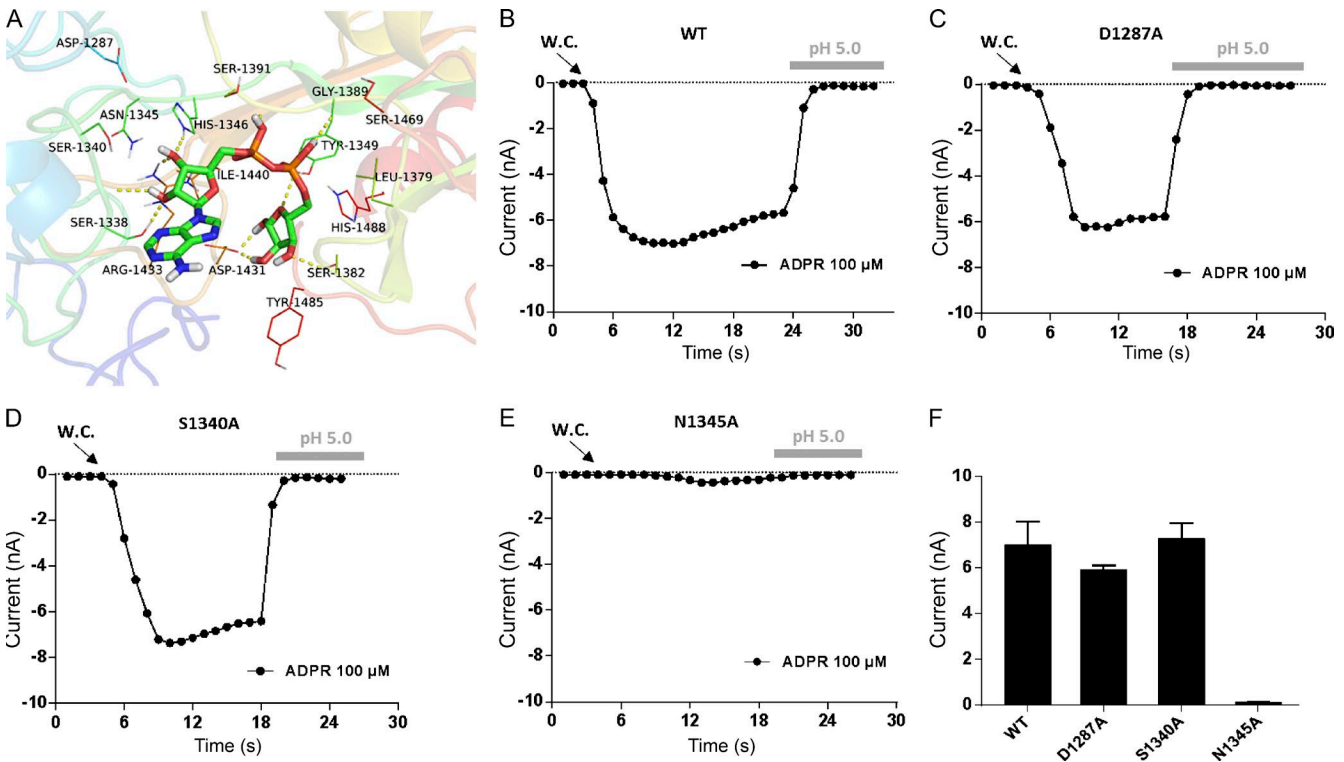 A
ASP-1287
SER-1391
GLY-1389
ASN-1345
HIS-1346
SER-1469
SER-1340
TYR-1349
ILE-1440
LEU-1379
SER-1338
HIS-1488
ARG-1433
ASP-1431
SER-1382
TYR-1485
B
WT
W.C.
pH 5.0
0
-2
-4
-6
-8
-10
Current (nA)
ADPR 100 µM
0 6 12 18 24 30
Time (s)
C
D1287A
W.C.
pH 5.0
0
-2
-4
-6
-8
-10
Current (nA)
ADPR 100 µM
0 6 12 18 24 30
Time (s)
D
S1340A
W.C.
pH 5.0
0
-2
-4
-6
-8
-10
Current (nA)
ADPR 100 µM
0 6 12 18 24 30
Time (s)
E
N1345A
W.C.
pH 5.0
0
-2
-4
-6
-8
-10
Current (nA)
ADPR 100 µM
0 6 12 18 24 30
Time (s)
F
10
8
6
4
2
0
Current (nA)
WT
D1287A
S1340A
N1345A